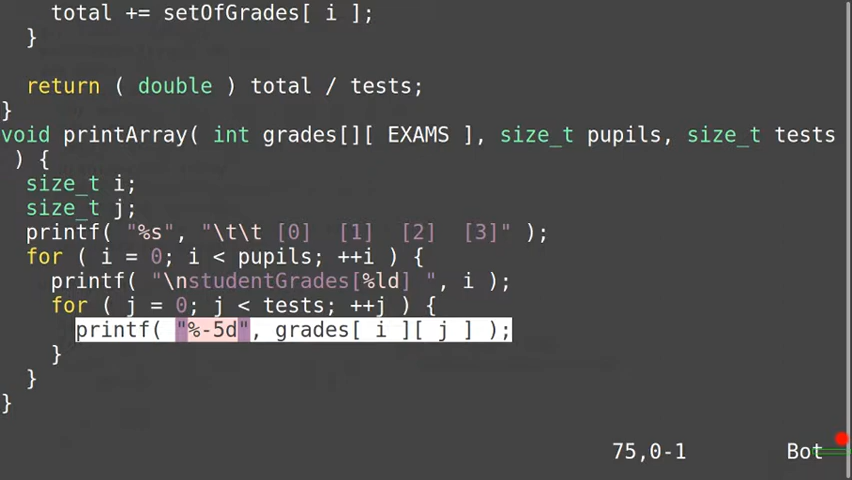 total += setOfGrades[ i ];
}
return ( double ) total / tests;
}
void printArray( int grades[][ EXAMS ], size_t pupils, size_t tests
) {
size_t i;
size_t j;
printf( "%s", "\t\t [0]  [1]  [2]  [3]" );
for ( i = 0; i < pupils; ++i ) {
printf( "\nstudentGrades[%ld] ", i );
for ( j = 0; j < tests; ++j ) {
printf( "%-5d", grades[ i ][ j ] );
}
}
}
75,0-1 Bot